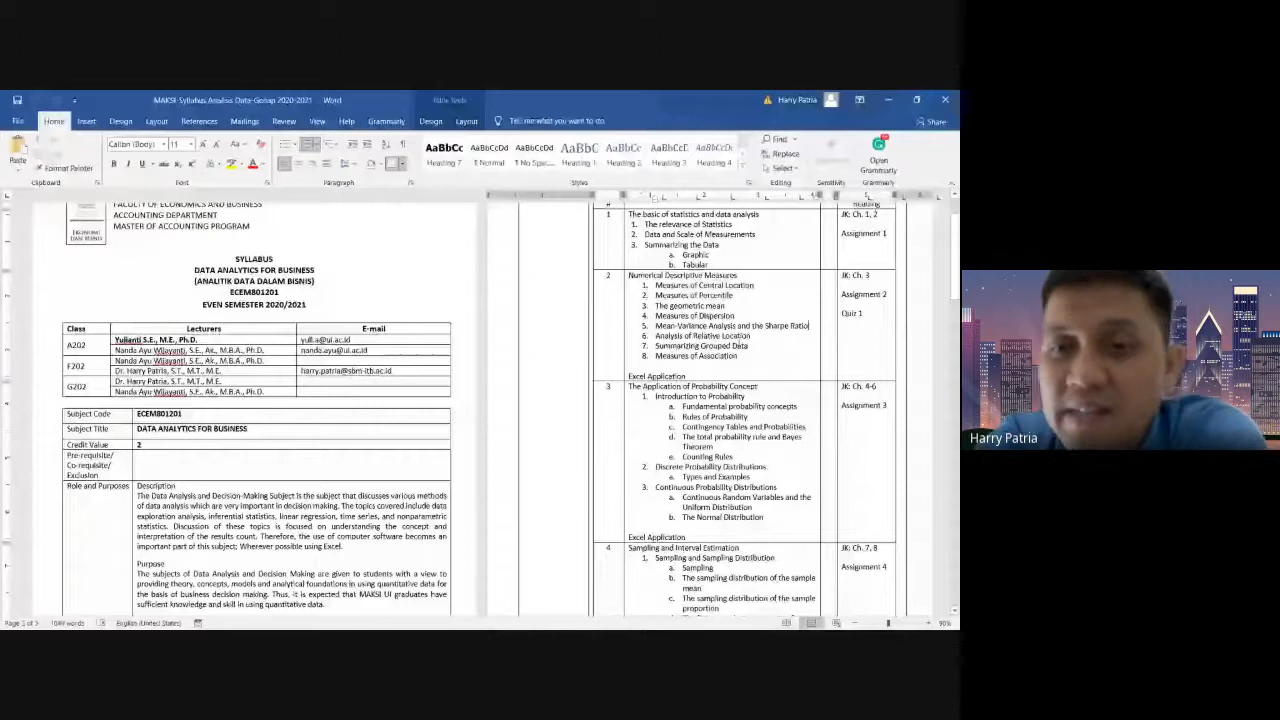 MAKSI-Syllabus Analisis Data-Genap 2020-2021 - Word
Table Tools
Harry Patria
File
Home
Insert
Design
Layout
References
Mailings
Review
View
Help
Grammarly
Design
Layout
Tell me what you want to do
Share
Paste
Format Painter
Clipboard
Calibri (Body)
11
Font
Paragraph
AaBbCc
Heading 7
AaBbCcDd
1 Normal
AaBbCcDd
1 No Spac...
AaBbC
Heading 1
AaBbCc
Heading 2
AaBbCc
Heading 3
AaBbCcDc
Heading 4
Styles
Find
Replace
Select
Editing
Sensitivity
Open
Grammarly
Grammarly
FACULTY OF ECONOMICS AND BUSINESS
ACCOUNTING DEPARTMENT
MASTER OF ACCOUNTING PROGRAM
EKONOMI
DAN BISNIS
SYLLABUS
DATA ANALYTICS FOR BUSINESS
(ANALITIK DATA DALAM BISNIS)
ECEM801201
EVEN SEMESTER 2020/2021
Class Lecturers E-mail
A202 Yulianti S.E., M.E., Ph.D. yuli.a@ui.ac.id
Nanda Ayu Wijayanti, S.E., Ak., M.B.A., Ph.D. nanda.ayu@ui.ac.id
F202 Nanda Ayu Wijayanti, S.E., Ak., M.B.A., Ph.D.
Dr. Harry Patria, S.T., M.T., M.E. harry.patria@sbm-itb.ac.id
G202 Dr. Harry Patria, S.T., M.T., M.E.
Nanda Ayu Wijayanti, S.E., Ak., M.B.A., Ph.D.
Subject Code ECEM801201
Subject Title DATA ANALYTICS FOR BUSINESS
Credit Value 2
Pre-requisite/
Co-requisite/
Exclusion
Role and Purposes Description
The Data Analysis and Decision-Making Subject is the subject that discusses various methods
of data analysis which are very important in decision making. The topics covered include data
exploration analysis, inferential statistics, linear regression, time series, and nonparametric
statistics. Discussion of these topics is focused on understanding the concept and
interpretation of the results count. Therefore, the use of computer software becomes an
important part of this subject; Wherever possible using Excel.
Purpose
The subjects of Data Analysis and Decision Making are given to students with a view to
providing theory, concepts, models and analytical foundations in using quantitative data for
the basis of business decision making. Thus, it is expected that MAKSI UI graduates have
sufficient knowledge and skill in using quantitative data.
#
1 The basic of statistics and data analysis JK: Ch. 1, 2
1. The relevance of Statistics
2. Data and Scale of Measurements Assignment 1
3. Summarizing the Data
a. Graphic
b. Tabular
2 Numerical Descriptive Measures JK: Ch. 3
1. Measures of Central Location
2. Measures of Percentile Assignment 2
3. The geometric mean
4. Measures of Dispersion Quiz 1
5. Mean-Variance Analysis and the Sharpe Ratio
6. Analysis of Relative Location
7. Summarizing Grouped Data
8. Measures of Association
Excel Application
3 The Application of Probability Concept JK: Ch. 4-6
1. Introduction to Probability
a. Fundamental probability concepts Assignment 3
b. Rules of Probability
c. Contingency Tables and Probabilities
d. The total probability rule and Bayes
Theorem
e. Counting Rules
2. Discrete Probability Distributions
a. Types and Examples
3. Continuous Probability Distributions
a. Continuous Random Variables and the
Uniform Distribution
b. The Normal Distribution
Excel Application
4 Sampling and Interval Estimation JK: Ch. 7, 8
1. Sampling and Sampling Distribution
a. Sampling Assignment 4
b. The sampling distribution of the sample
mean
c. The sampling distribution of the sample
proportion
English (United States)
90%
Harry Patria